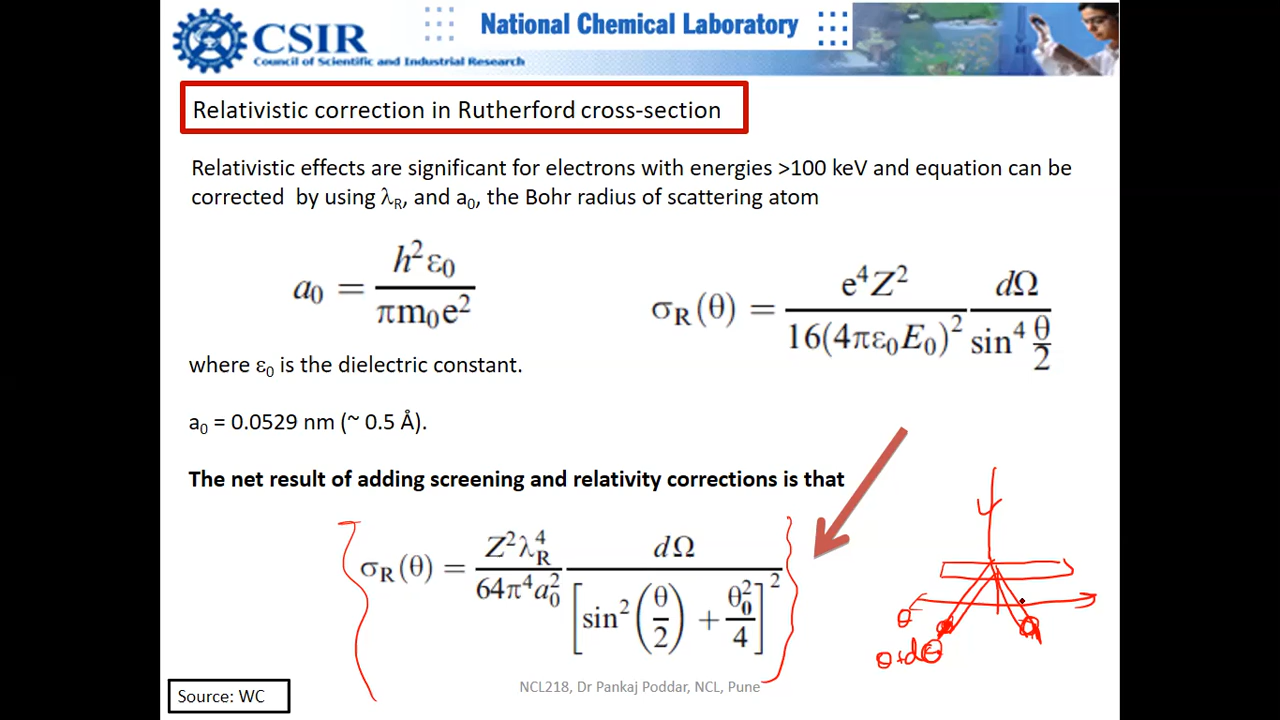 CSIR
Council of Scientific and Industrial Research
National Chemical Laboratory
Relativistic correction in Rutherford cross-section
Relativistic effects are significant for electrons with energies >100 keV and equation can be
corrected by using λR, and a0, the Bohr radius of scattering atom
a0 = h²ε0 / πm0e²
σR(θ) = e⁴Z² / 16(4πε0E0)² dΩ / sin⁴ θ/2
where ε0 is the dielectric constant.
a0 = 0.0529 nm (~ 0.5 Å).
The net result of adding screening and relativity corrections is that
σR(θ) = Z²λR⁴ / 64π⁴a0² dΩ / [sin²(θ/2) + θ0²/4]²
θ
θ+dθ
NCL218, Dr Pankaj Poddar, NCL, Pune
Source: WC